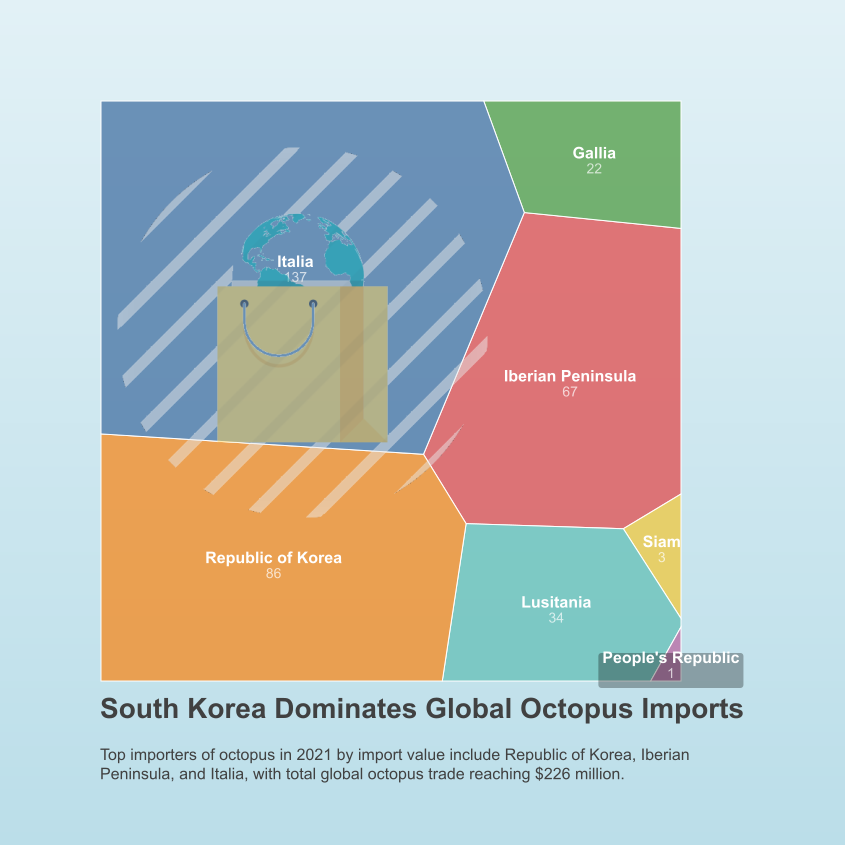 Gallia
22
Italia
137
Iberian Peninsula
67
Siam
3
Republic of Korea
86
Lusitania
34
People's Republic
1
South Korea Dominates Global Octopus Imports
Top importers of octopus in 2021 by import value include Republic of Korea, Iberian
Peninsula, and Italia, with total global octopus trade reaching $226 million.